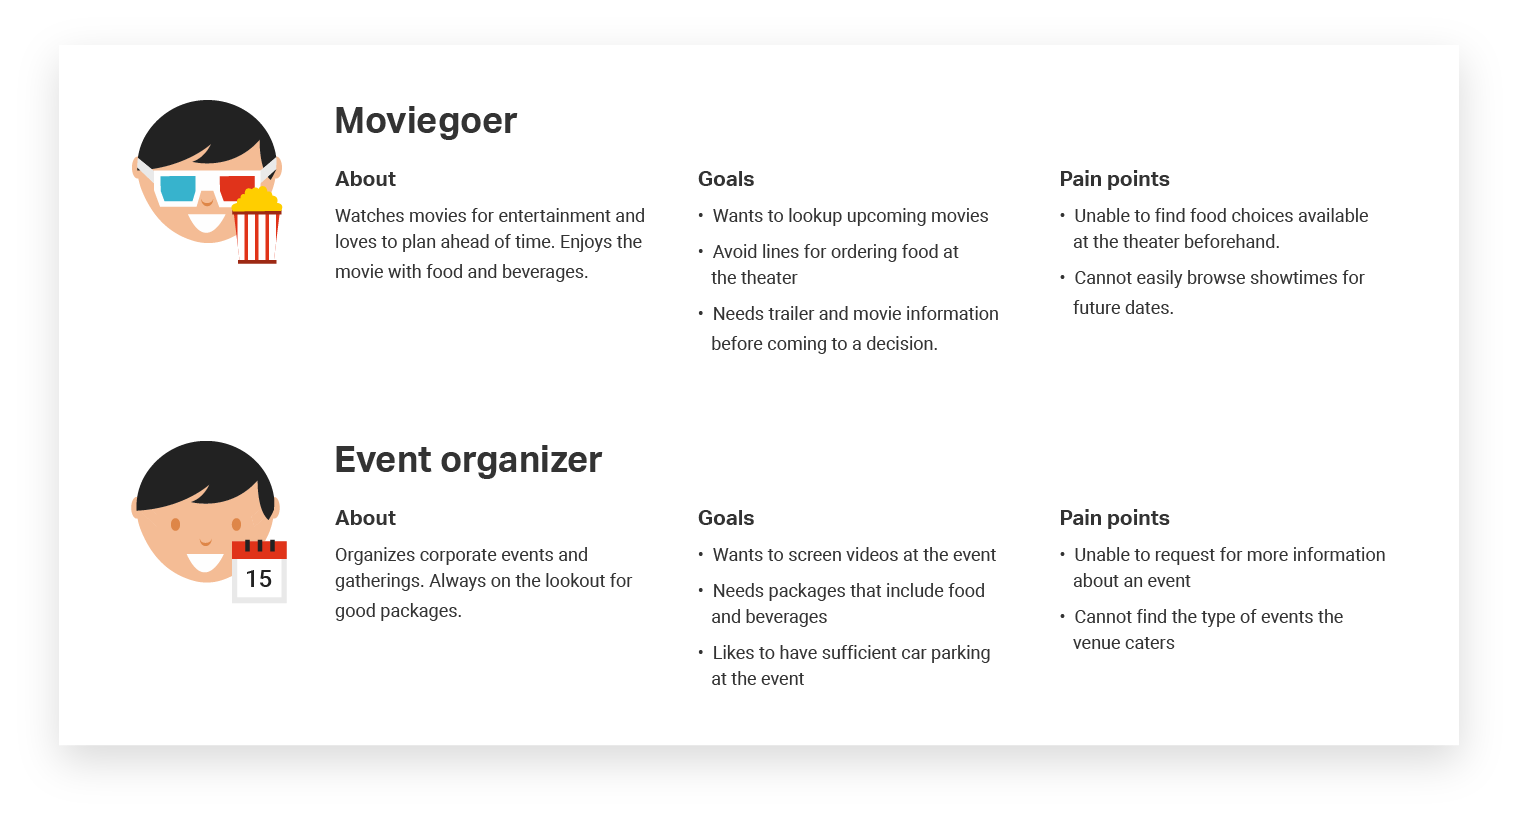 Moviegoer
About
Watches movies for entertainment and
loves to plan ahead of time. Enjoys the
movie with food and beverages.
Goals
• Wants to lookup upcoming movies
• Avoid lines for ordering food at
the theater
• Needs trailer and movie information
before coming to a decision.
Pain points
• Unable to find food choices available
at the theater beforehand.
• Cannot easily browse showtimes for
future dates.
15
Event organizer
About
Organizes corporate events and
gatherings. Always on the lookout for
good packages.
Goals
• Wants to screen videos at the event
• Needs packages that include food
and beverages
• Likes to have sufficient car parking
at the event
Pain points
• Unable to request for more information
about an event
• Cannot find the type of events the
venue caters